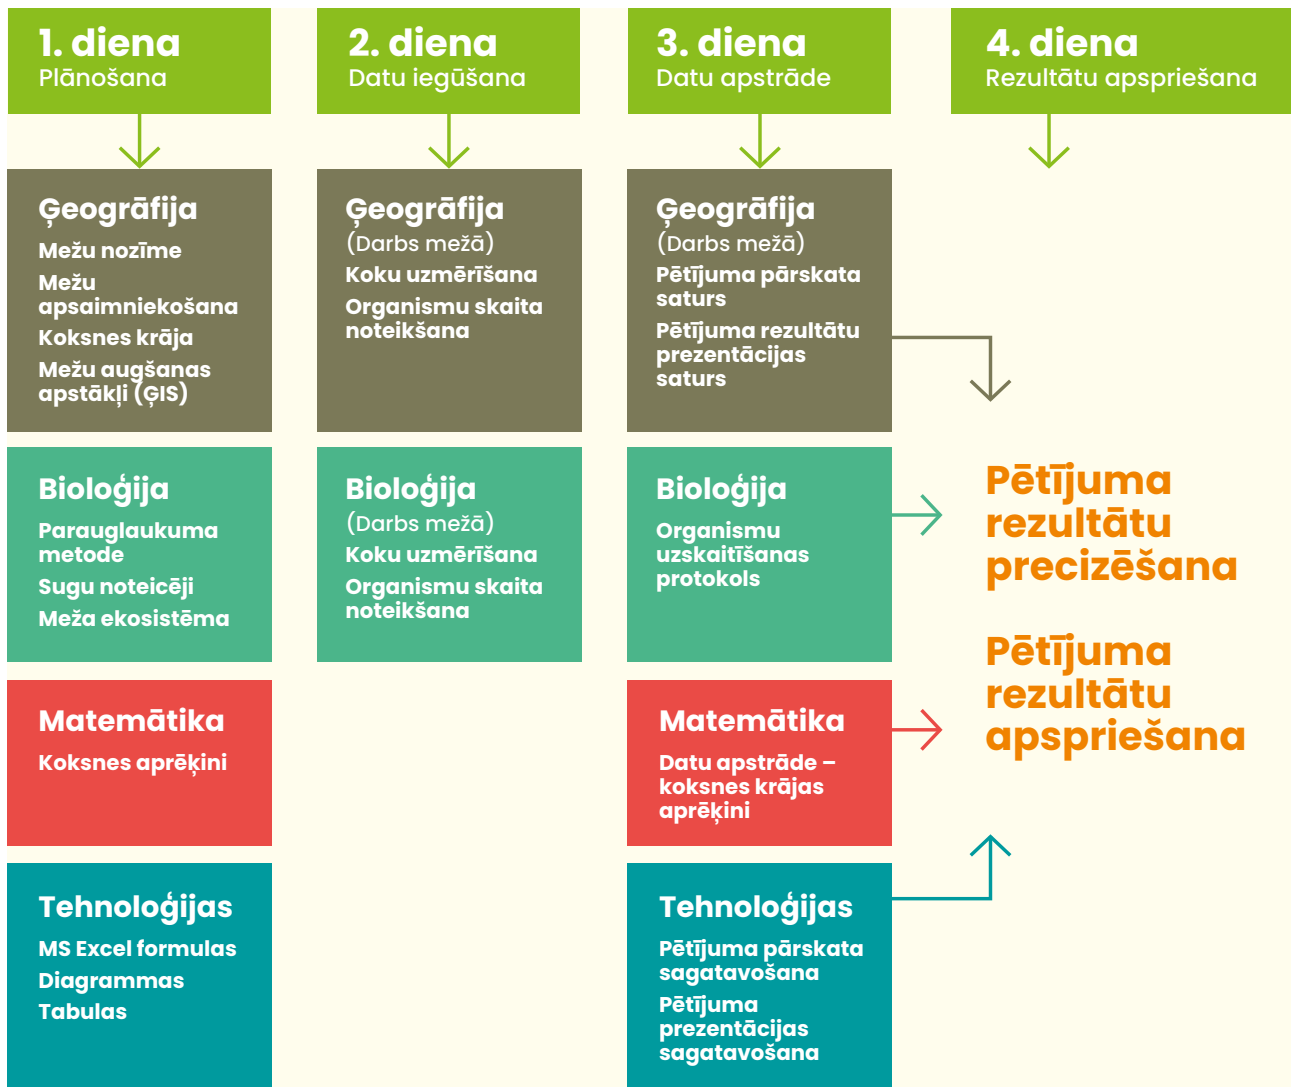 1. diena
Plānošana
2. diena
Datu iegūšana
3. diena
Datu apstrāde
4. diena
Rezultātu apspriešana
Ģeogrāfija
Mežu nozīme
Mežu
apsaimniekošana
Koksnes krāja
Mežu augšanas
apstākļi (ĢIS)
Ģeogrāfija
(Darbs mežā)
Koku uzmērīšana
Organismu skaita
noteikšana
Ģeogrāfija
(Darbs mežā)
Pētījuma pārskata
saturs
Pētījuma rezultātu
prezentācijas
saturs
Bioloģija
Parauglaukuma
metode
Sugu noteicēji
Meža ekosistēma
Bioloģija
(Darbs mežā)
Koku uzmērīšana
Organismu skaita
noteikšana
Bioloģija
Organismu
uzskaitīšanas
protokols
Matemātika
Koksnes aprēķini
Matemātika
Datu apstrāde –
koksnes krājas
aprēķini
Tehnoloģijas
MS Excel formulas
Diagrammas
Tabulas
Tehnoloģijas
Pētījuma pārskata
sagatavošana
Pētījuma
prezentācijas
sagatavošana
Pētījuma
rezultātu
precizēšana
Pētījuma
rezultātu
apspriešana